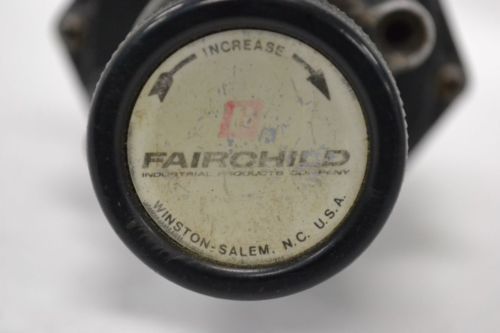 INCREASE
FAIRCHILD
INDUSTRIAL PRODUCTS COMPANY
WINSTON-SALEM, N.C. U.S.A.